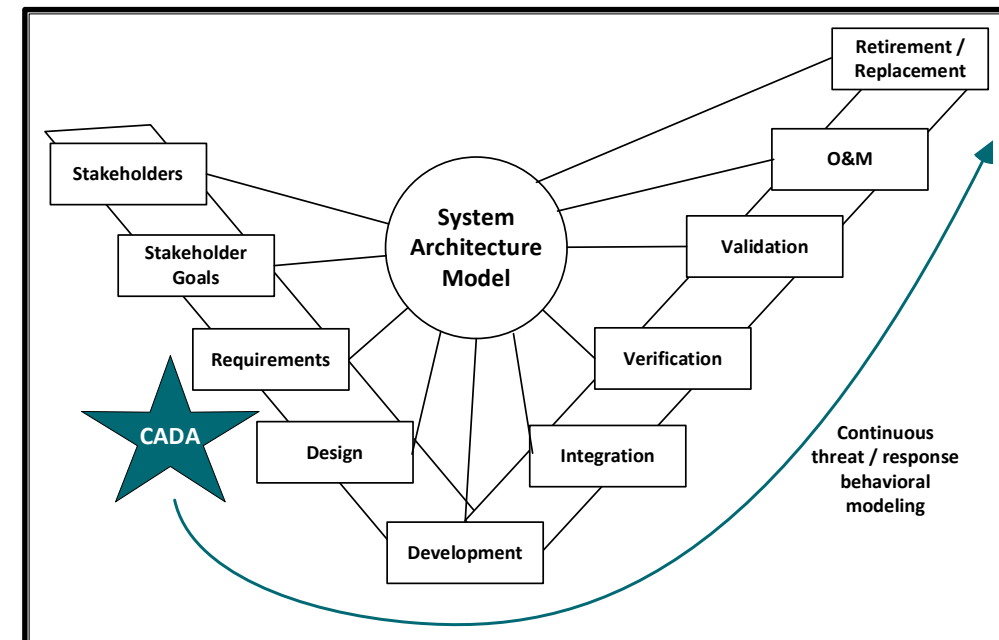 Retirement /
Replacement
O&M
Stakeholders
System
Architecture
Model
Stakeholder
Goals
Validation
Requirements
Verification
CADA
Design
Integration
Continuous
threat / response
behavioral
modeling
Development